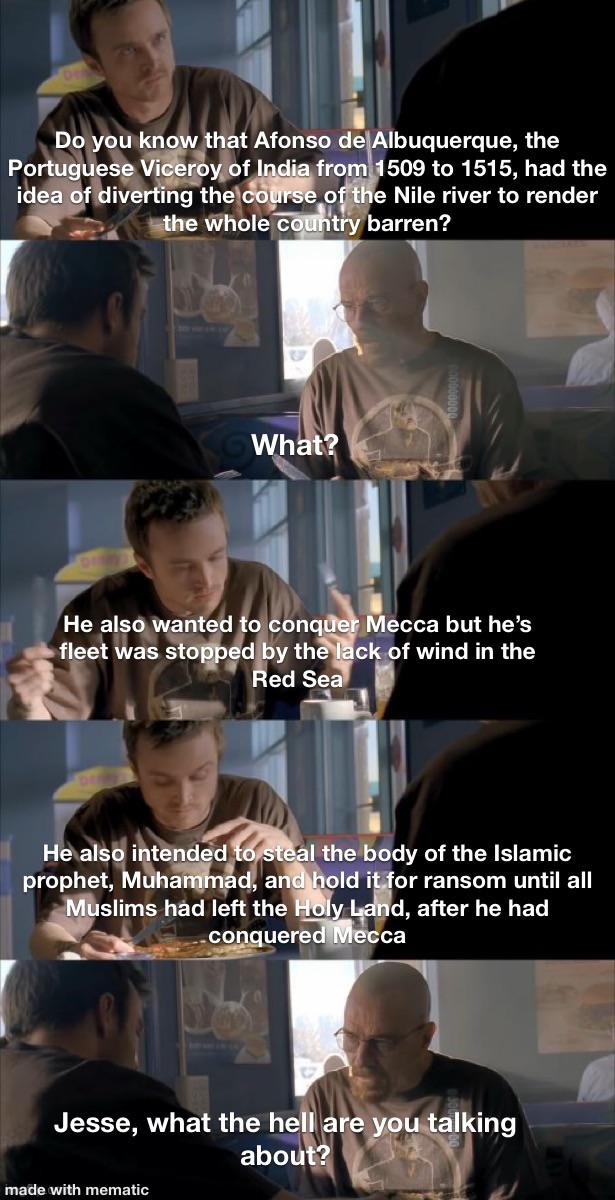 Do you know that Afonso de Albuquerque, the
Portuguese Viceroy of India from 1509 to 1515, had the
idea of diverting the course of the Nile river to render
the whole country barren?
What?
He also wanted to conquer Mecca but he's
fleet was stopped by the lack of wind in the
Red Sea
He also intended to steal the body of the Islamic
prophet, Muhammad, and hold it for ransom until all
Muslims had left the Holy Land, after he had
conquered Mecca
Jesse, what the hell are you talking
about?
made with mematic